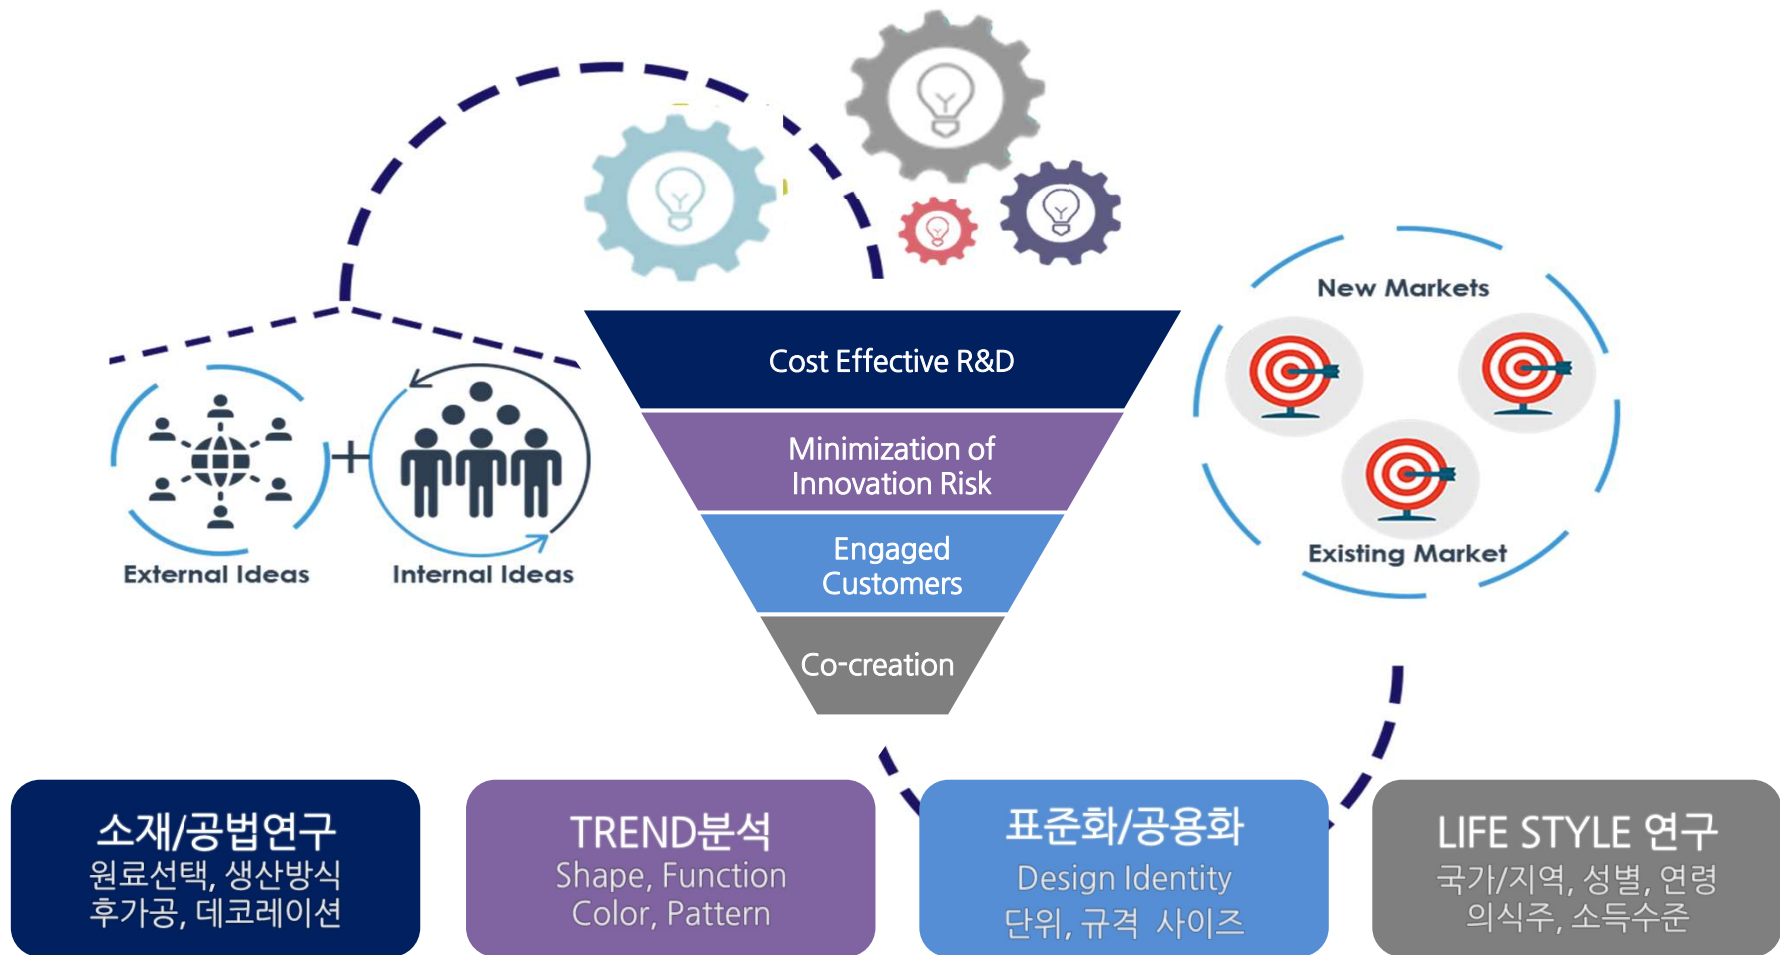 New Markets
Cost Effective R&D
Minimization of
Innovation Risk
Engaged
Customers
Co-creation
External Ideas
+
Internal Ideas
Existing Market
소재/공법연구
원료선택, 생산방식
후가공, 데코레이션
TREND분석
Shape, Function
Color, Pattern
표준화/공용화
Design Identity
단위, 규격 사이즈
LIFE STYLE 연구
국가/지역, 성별, 연령
의식주, 소득수준